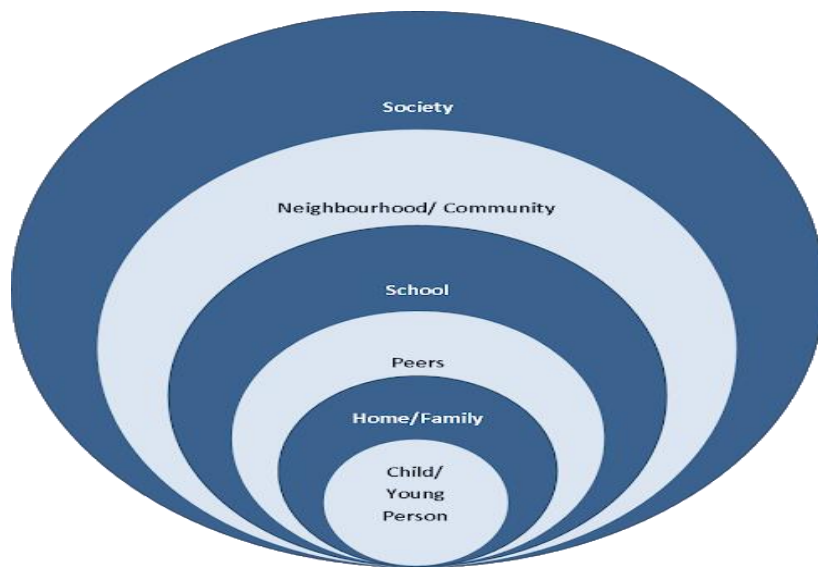 Society
Neighbourhood/ Community
School
Peers
Home/Family
Child/
Young
Person